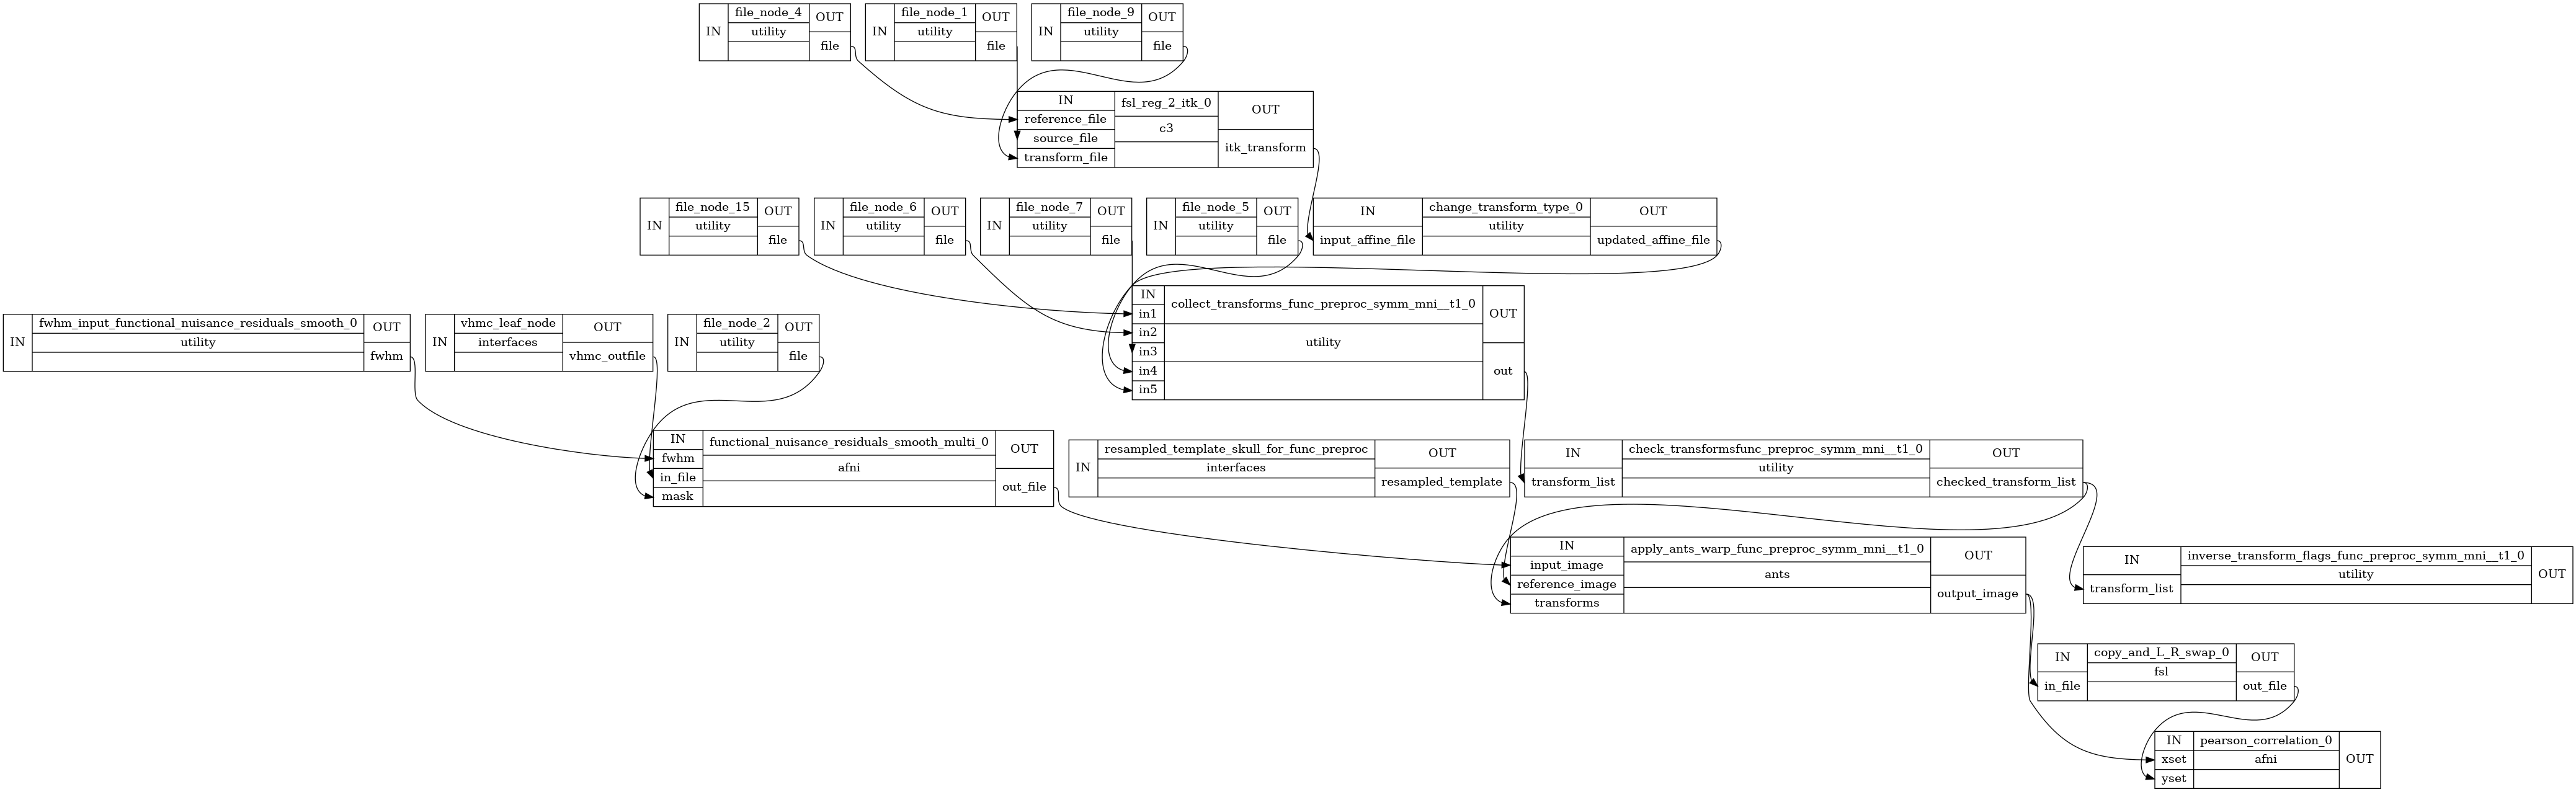 IN
file_node_4
utility
OUT
file
IN
file_node_1
utility
OUT
file
IN
file_node_9
utility
OUT
file
IN
reference_file
source_file
transform_file
fsl_reg_2_itk_0
c3
OUT
itk_transform
IN
file_node_15
utility
OUT
file
IN
file_node_6
utility
OUT
file
IN
file_node_7
utility
OUT
file
IN
file_node_5
utility
OUT
file
IN
input_affine_file
change_transform_type_0
utility
OUT
updated_affine_file
IN
in1
in2
in3
in4
in5
collect_transforms_func_preproc_symm_mni__t1_0
utility
OUT
out
IN
fwhm_input_functional_nuisance_residuals_smooth_0
utility
OUT
fwhm
IN
vhmc_leaf_node
interfaces
OUT
vhmc_outfile
IN
file_node_2
utility
OUT
file
IN
fwhm
in_file
mask
functional_nuisance_residuals_smooth_multi_0
afni
OUT
out_file
IN
resampled_template_skull_for_func_preproc
interfaces
OUT
resampled_template
IN
transform_list
check_transformsfunc_preproc_symm_mni__t1_0
utility
OUT
checked_transform_list
IN
input_image
reference_image
transforms
apply_ants_warp_func_preproc_symm_mni__t1_0
ants
OUT
output_image
IN
transform_list
inverse_transform_flags_func_preproc_symm_mni__t1_0
utility
OUT
IN
in_file
copy_and_L_R_swap_0
fsl
OUT
out_file
IN
xset
yset
pearson_correlation_0
afni
OUT